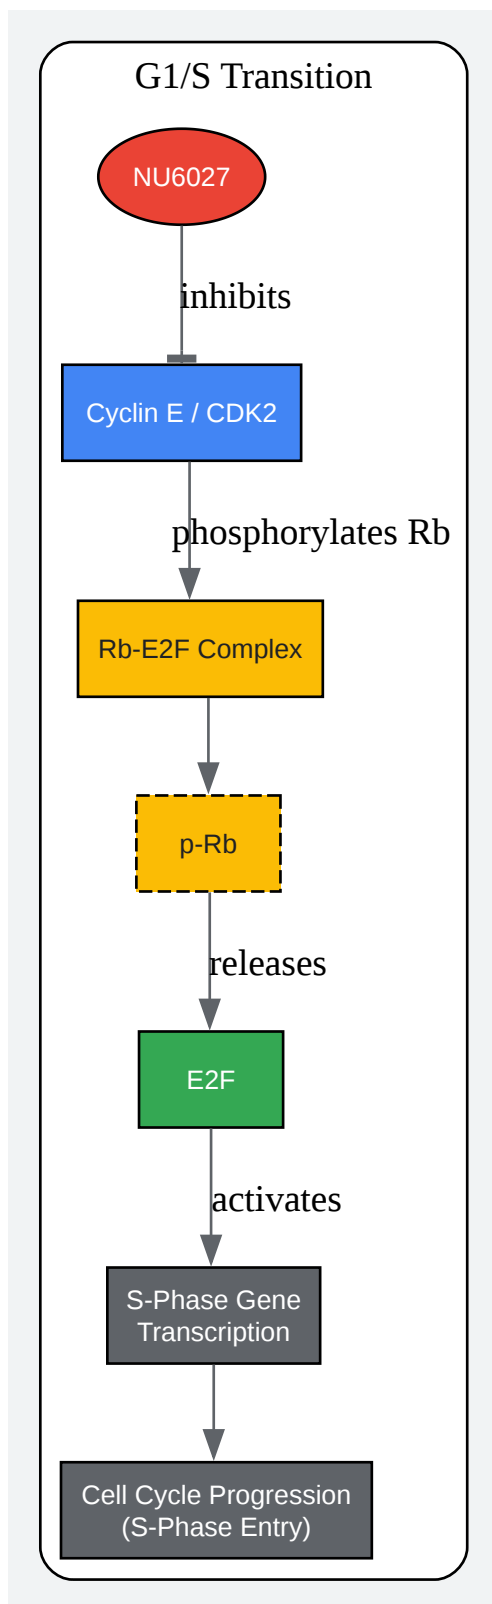 G1/S Transition
NU6027
inhibits
Cyclin E / CDK2
phosphorylates Rb
Rb-E2F Complex
p-Rb
releases
E2F
activates
S-Phase Gene
Transcription
Cell Cycle Progression
(S-Phase Entry)